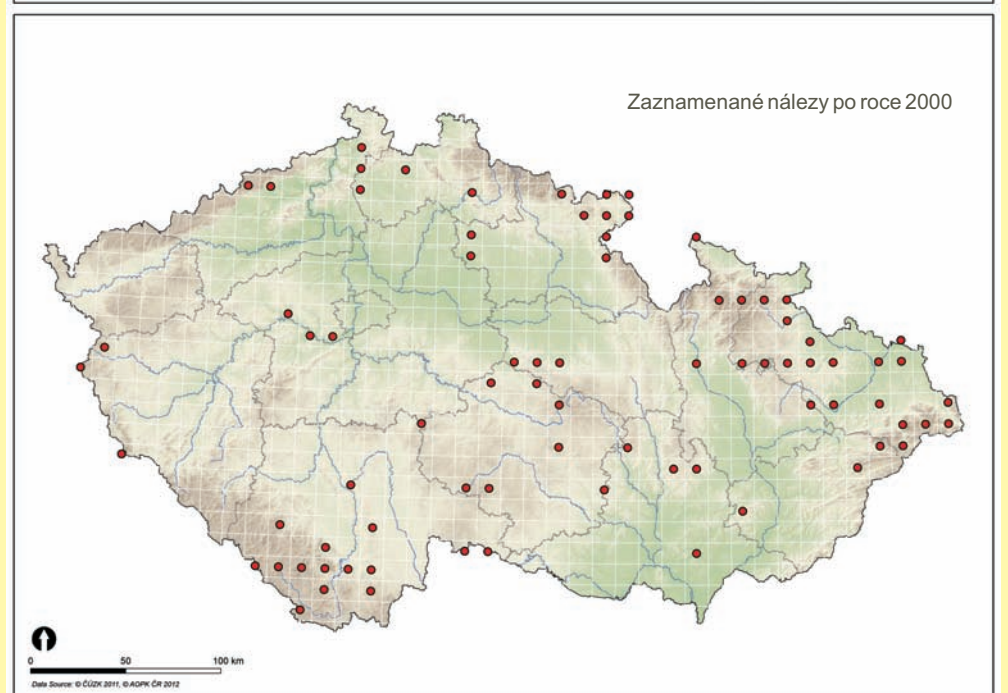 Zaznamenané nálezy po roce 2000
0 50 100 km
Data Source: © ČÚZK 2011, © AOPK ČR 2012